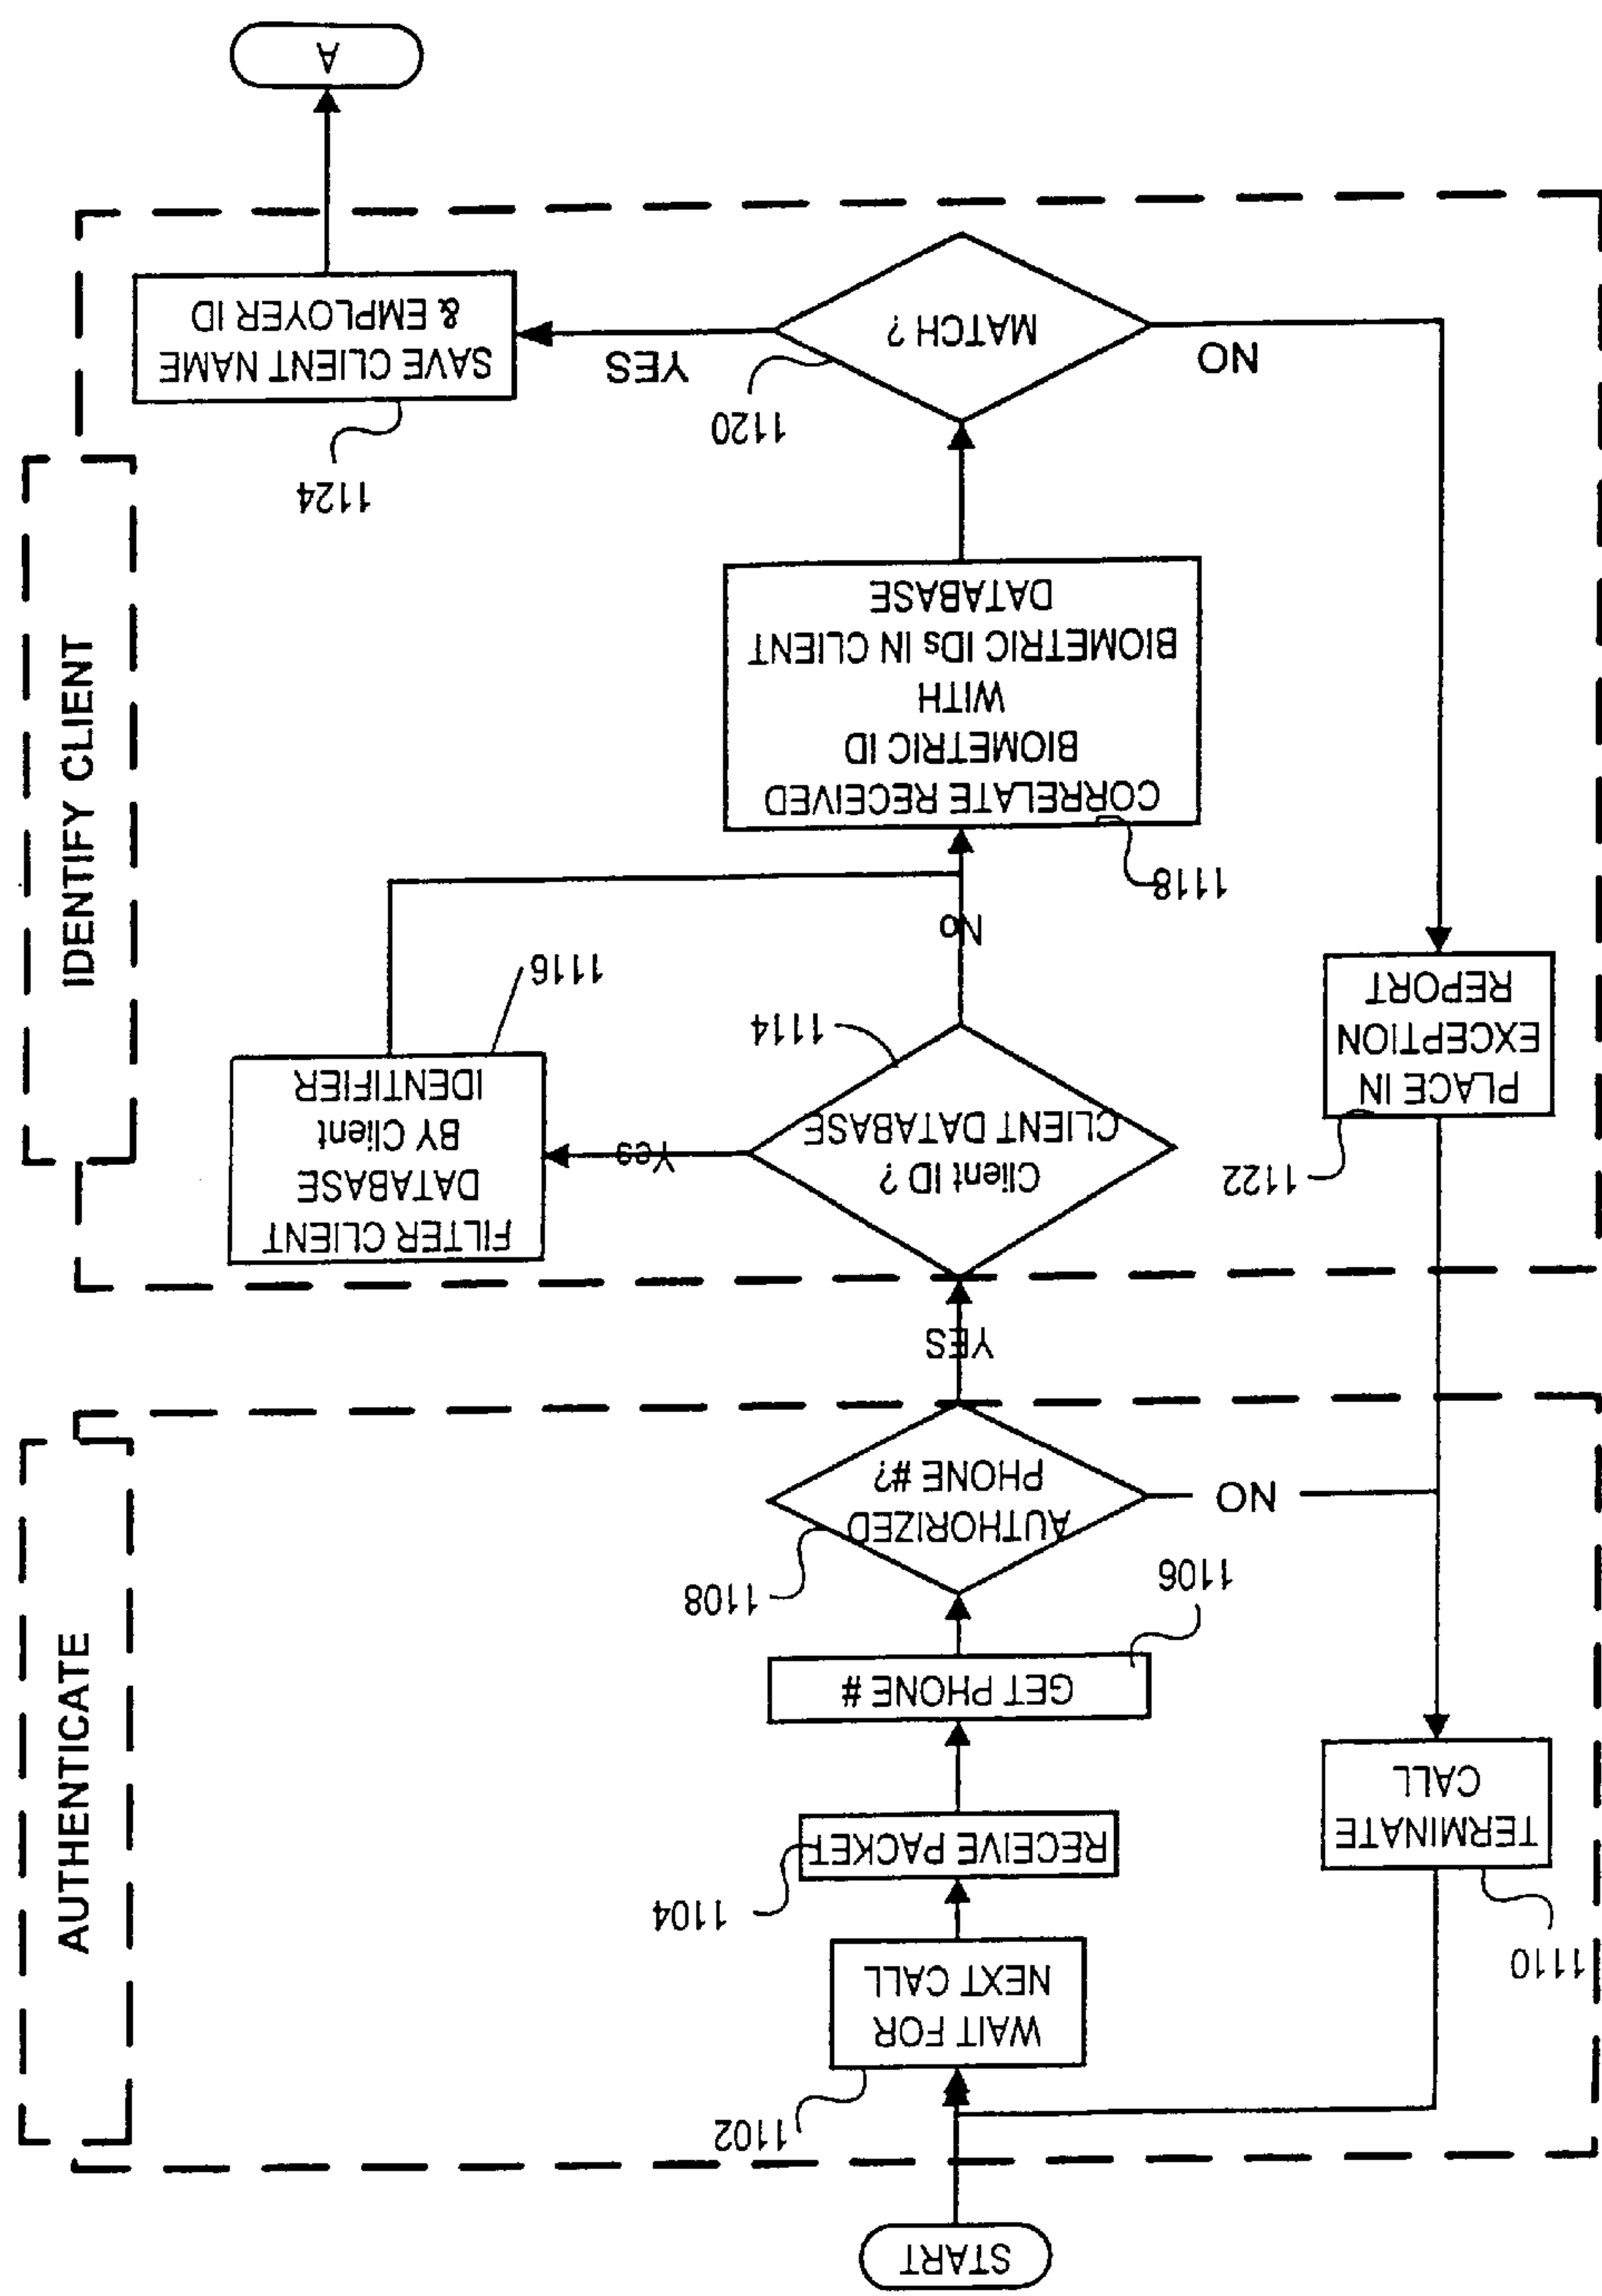 START
1102
WAIT FOR
NEXT CALL
1104
RECEIVE PACKET
GET PHONE #
1106
1108
AUTHORIZED
PHONE #?
NO
YES
1110
TERMINATE
CALL
AUTHENTICATE
Client ID ?
CLIENT DATABASE
1114
Yes
No
FILTER CLIENT
DATABASE
BY Client
IDENTIFIER
1116
1118
CORRELATE RECEIVED
BIOMETRIC ID
WITH
BIOMETRIC IDs IN CLIENT
DATABASE
1120
MATCH ?
NO
YES
1122
PLACE IN
EXCEPTION
REPORT
1124
SAVE CLIENT NAME
& EMPLOYER ID
IDENTIFY CLIENT
A